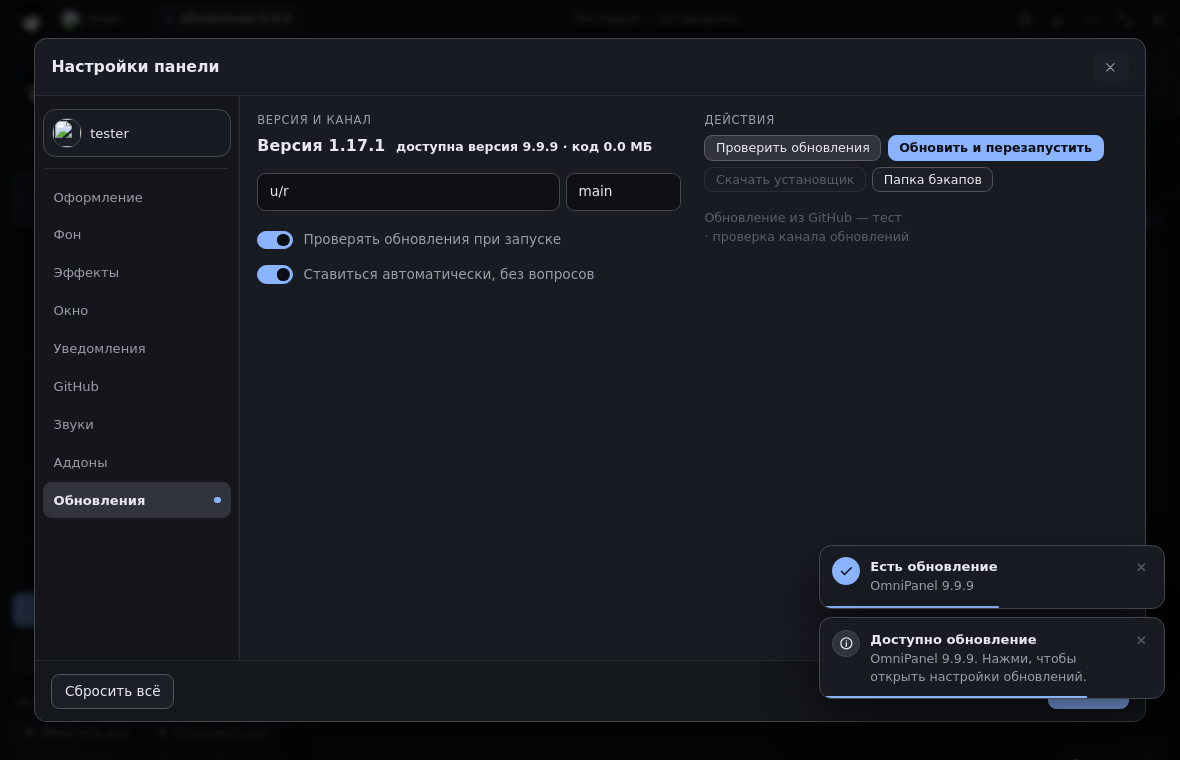 Настройки панели
tester
Оформление
Фон
Эффекты
Окно
Уведомления
GitHub
Звуки
Аддоны
Обновления
ВЕРСИЯ И КАНАЛ
Версия 1.17.1 доступна версия 9.9.9 · код 0.0 МБ
u/r main
Проверять обновления при запуске
Ставиться автоматически, без вопросов
ДЕЙСТВИЯ
Проверить обновления Обновить и перезапустить
Скачать установщик Папка бэкапов
Обновление из GitHub — тест
· проверка канала обновлений
Есть обновление
OmniPanel 9.9.9
Доступно обновление
OmniPanel 9.9.9. Нажми, чтобы
открыть настройки обновлений.
Сбросить всё